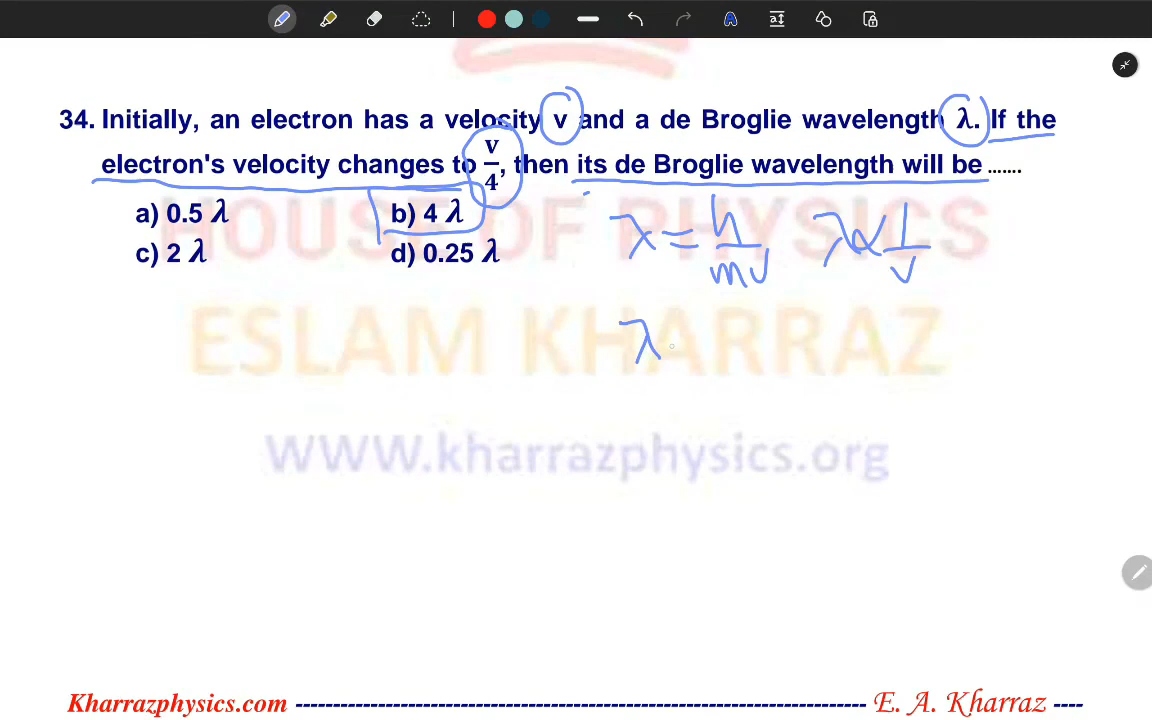 34. Initially, an electron has a velocity v and a de Broglie wavelength λ. If the
electron's velocity changes to v/4, then its de Broglie wavelength will be .......
a) 0.5 λ b) 4 λ
c) 2 λ d) 0.25 λ
λ = h/mv λ ∝ 1/v
λ
HOUSE OF PHYSICS
ESLAM KHARRAZ
www.kharrazphysics.org
Kharrazphysics.com ---------------------------------------- E. A. Kharraz ----